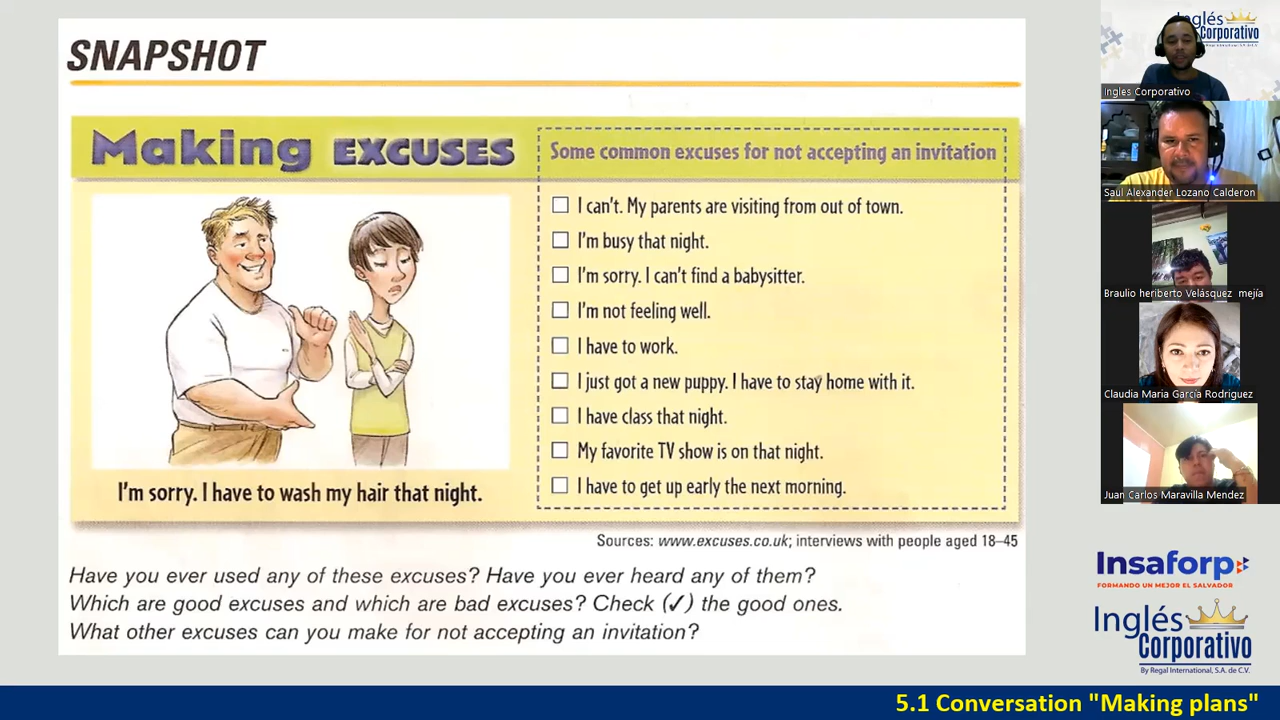 SNAPSHOT
Making EXCUSES
Some common excuses for not accepting an invitation
I can't. My parents are visiting from out of town.
I'm busy that night.
I'm sorry. I can't find a babysitter.
I'm not feeling well.
I have to work.
I just got a new puppy. I have to stay home with it.
I have class that night.
My favorite TV show is on that night.
I have to get up early the next morning.
I'm sorry. I have to wash my hair that night.
Sources: www.excuses.co.uk; interviews with people aged 18–45
Have you ever used any of these excuses? Have you ever heard any of them?
Which are good excuses and which are bad excuses? Check (✓) the good ones.
What other excuses can you make for not accepting an invitation?
Inglés
Corporativo
Ingles Corporativo
Saúl Alexander Lozano Calderon
Braulio heriberto Velásquez mejía
Claudia Maria Garcia Rodriguez
Juan Carlos Maravilla Mendez
Insaforp
FORMANDO UN MEJOR EL SALVADOR
Inglés
Corporativo
By Regal International, S.A. de C.V.
5.1 Conversation "Making plans"